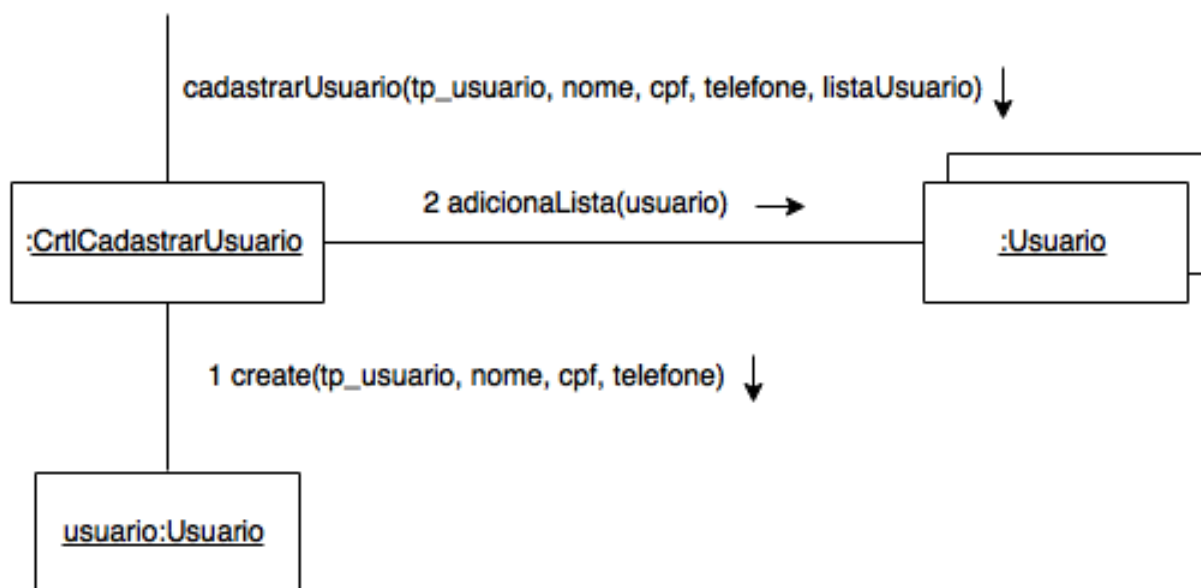 cadastrarUsuario(tp_usuario, nome, cpf, telefone, listaUsuario)
2 adicionaLista(usuario)
:CrtlCadastrarUsuario
:Usuario
1 create(tp_usuario, nome, cpf, telefone)
usuario:Usuario